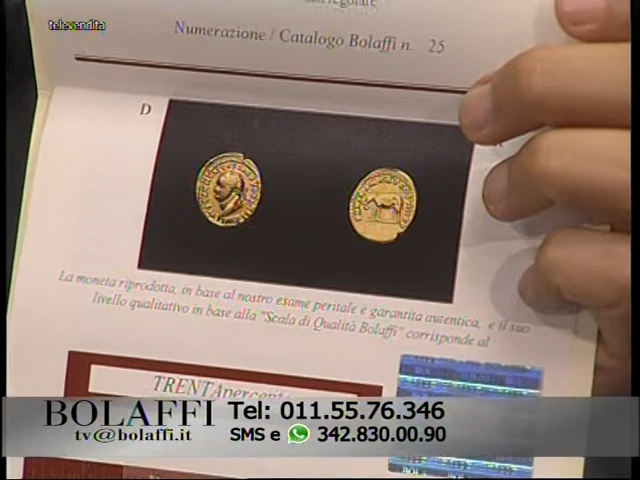 televendita
Numerazione / Catalogo Bolaffi n. 25
D
La moneta riprodotta, in base al nostro esame peritale è garantita autentica, e il suo
livello qualitativo in base alla "Scala di Qualità Bolaffi" corrisponde al
TRENTApercento
BOLAFFI
tv@bolaffi.it
Tel: 011.55.76.346
SMS e 342.830.00.90